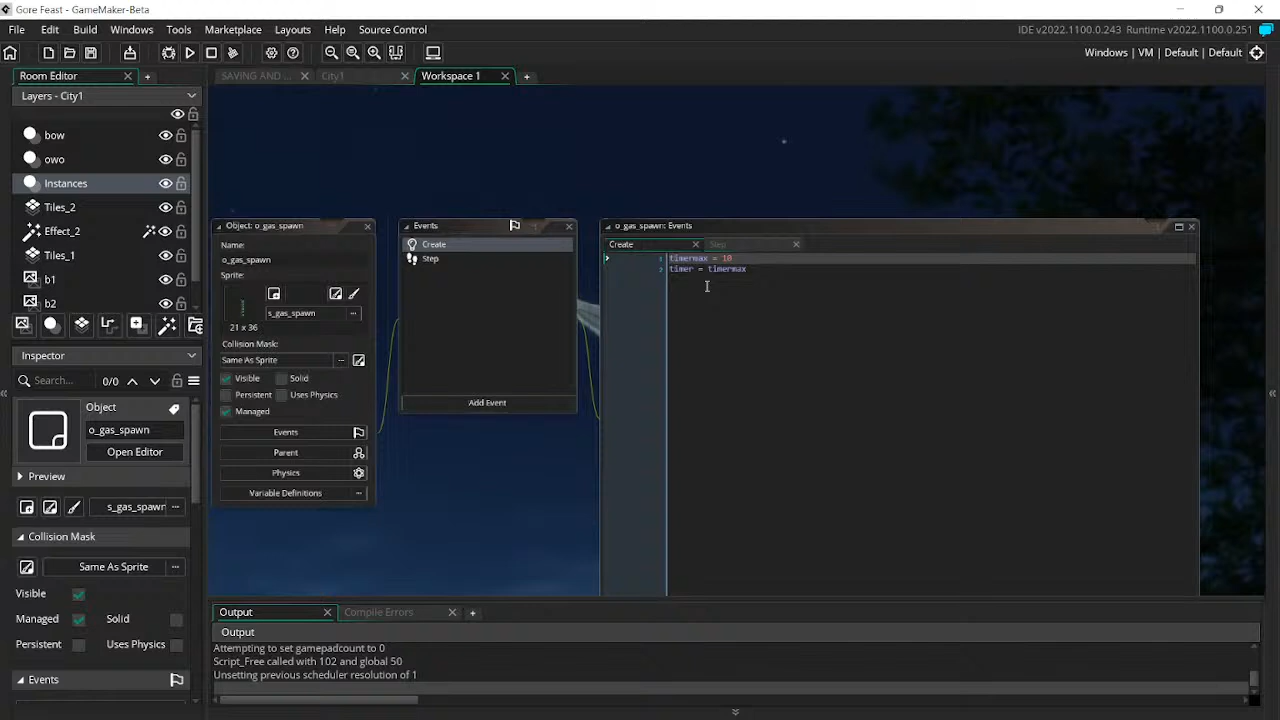 Gore Feast - GameMaker-Beta
File Edit Build Windows Tools Marketplace Layouts Help Source Control
IDE v2022.1100.0.243 Runtime v2022.1100.0.251
Windows | VM | Default | Default
Room Editor
SAVING AND ...
City1
Workspace 1
Layers - City1
bow
owo
Instances
Tiles_2
Effect_2
Tiles_1
b1
b2
Inspector
Search...
0/0
Object
o_gas_spawn
Open Editor
Preview
s_gas_spawn
Collision Mask
Same As Sprite
Visible
Managed
Solid
Persistent
Uses Physics
Events
Object: o_gas_spawn
Name:
o_gas_spawn
Sprite:
s_gas_spawn
21 x 36
Collision Mask:
Same As Sprite
Visible
Solid
Persistent
Uses Physics
Managed
Events
Parent
Physics
Variable Definitions
Events
Create
Step
Add Event
o_gas_spawn: Events
Create
Step
1 timermax = 10
2 timer = timermax
Output
Compile Errors
Output
Attempting to set gamepadcount to 0
Script_Free called with 102 and global 50
Unsetting previous scheduler resolution of 1